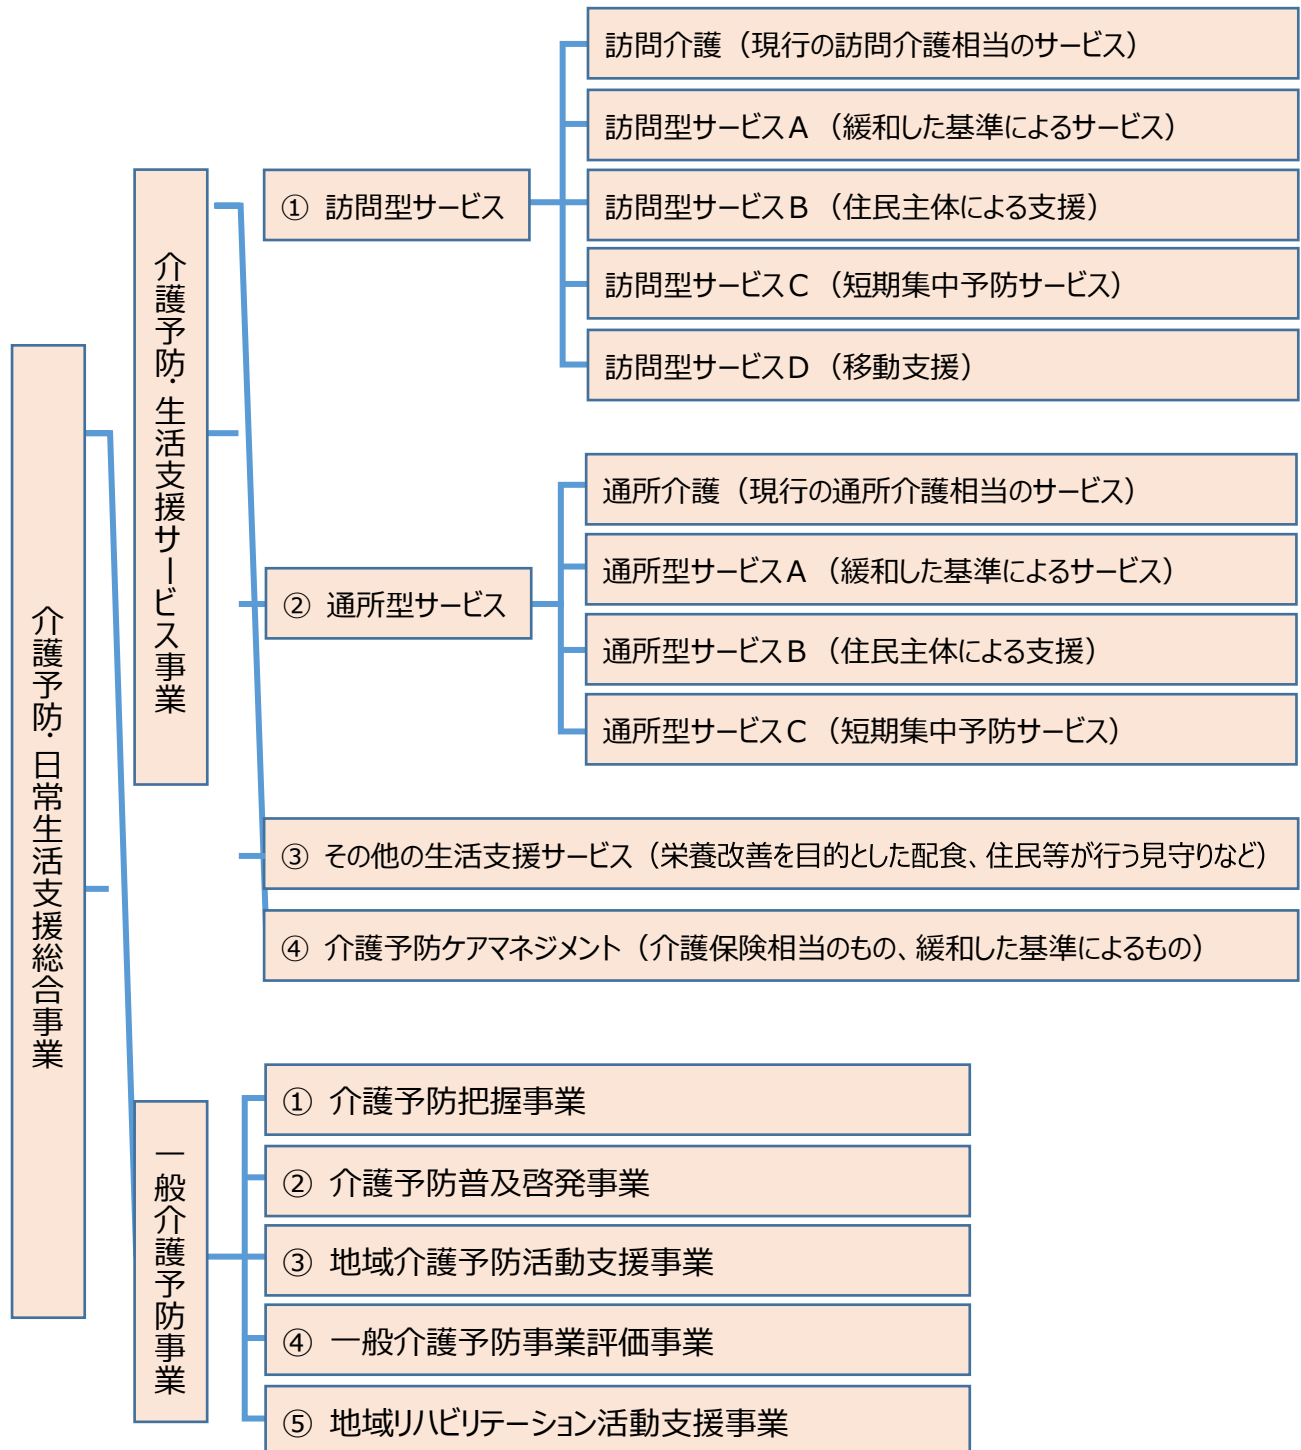 介護予防・日常生活支援総合事業
介護予防・生活支援サービス事業
① 訪問型サービス
訪問介護（現行の訪問介護相当のサービス）
訪問型サービスA（緩和した基準によるサービス）
訪問型サービスB（住民主体による支援）
訪問型サービスC（短期集中予防サービス）
訪問型サービスD（移動支援）
② 通所型サービス
通所介護（現行の通所介護相当のサービス）
通所型サービスA（緩和した基準によるサービス）
通所型サービスB（住民主体による支援）
通所型サービスC（短期集中予防サービス）
③ その他の生活支援サービス（栄養改善を目的とした配食、住民等が行う見守りなど）
④ 介護予防ケアマネジメント（介護保険相当のもの、緩和した基準によるもの）
一般介護予防事業
① 介護予防把握事業
② 介護予防普及啓発事業
③ 地域介護予防活動支援事業
④ 一般介護予防事業評価事業
⑤ 地域リハビリテーション活動支援事業